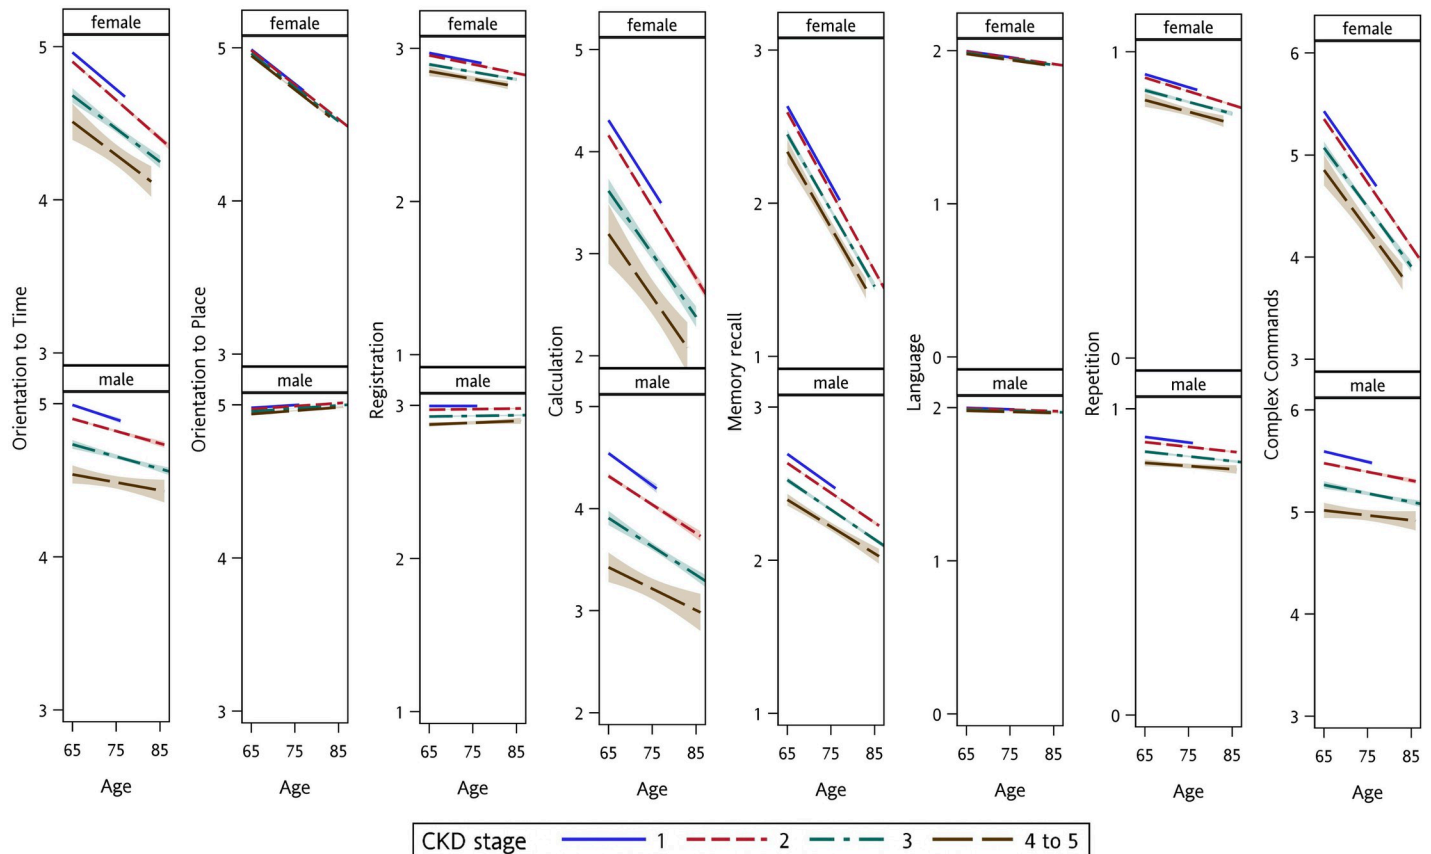 female female female female female female female female
5 5 3 5 3 2 1 6
4 4 2 4 2 1 0 5
3 3 1 3 1 0 4
2 3
Orientation to Time
Orientation to Place
Registration
Calculation
Memory recall
Language
Repetition
Complex Commands
male male male male male male male male
5 5 3 5 3 2 1 6
4 4 2 4 2 1 0 5
3 3 1 3 1 0 4
2 3
65 75 85 65 75 85 65 75 85 65 75 85 65 75 85 65 75 85 65 75 85 65 75 85
Age Age Age Age Age Age Age Age
CKD stage 1 2 3 4 to 5